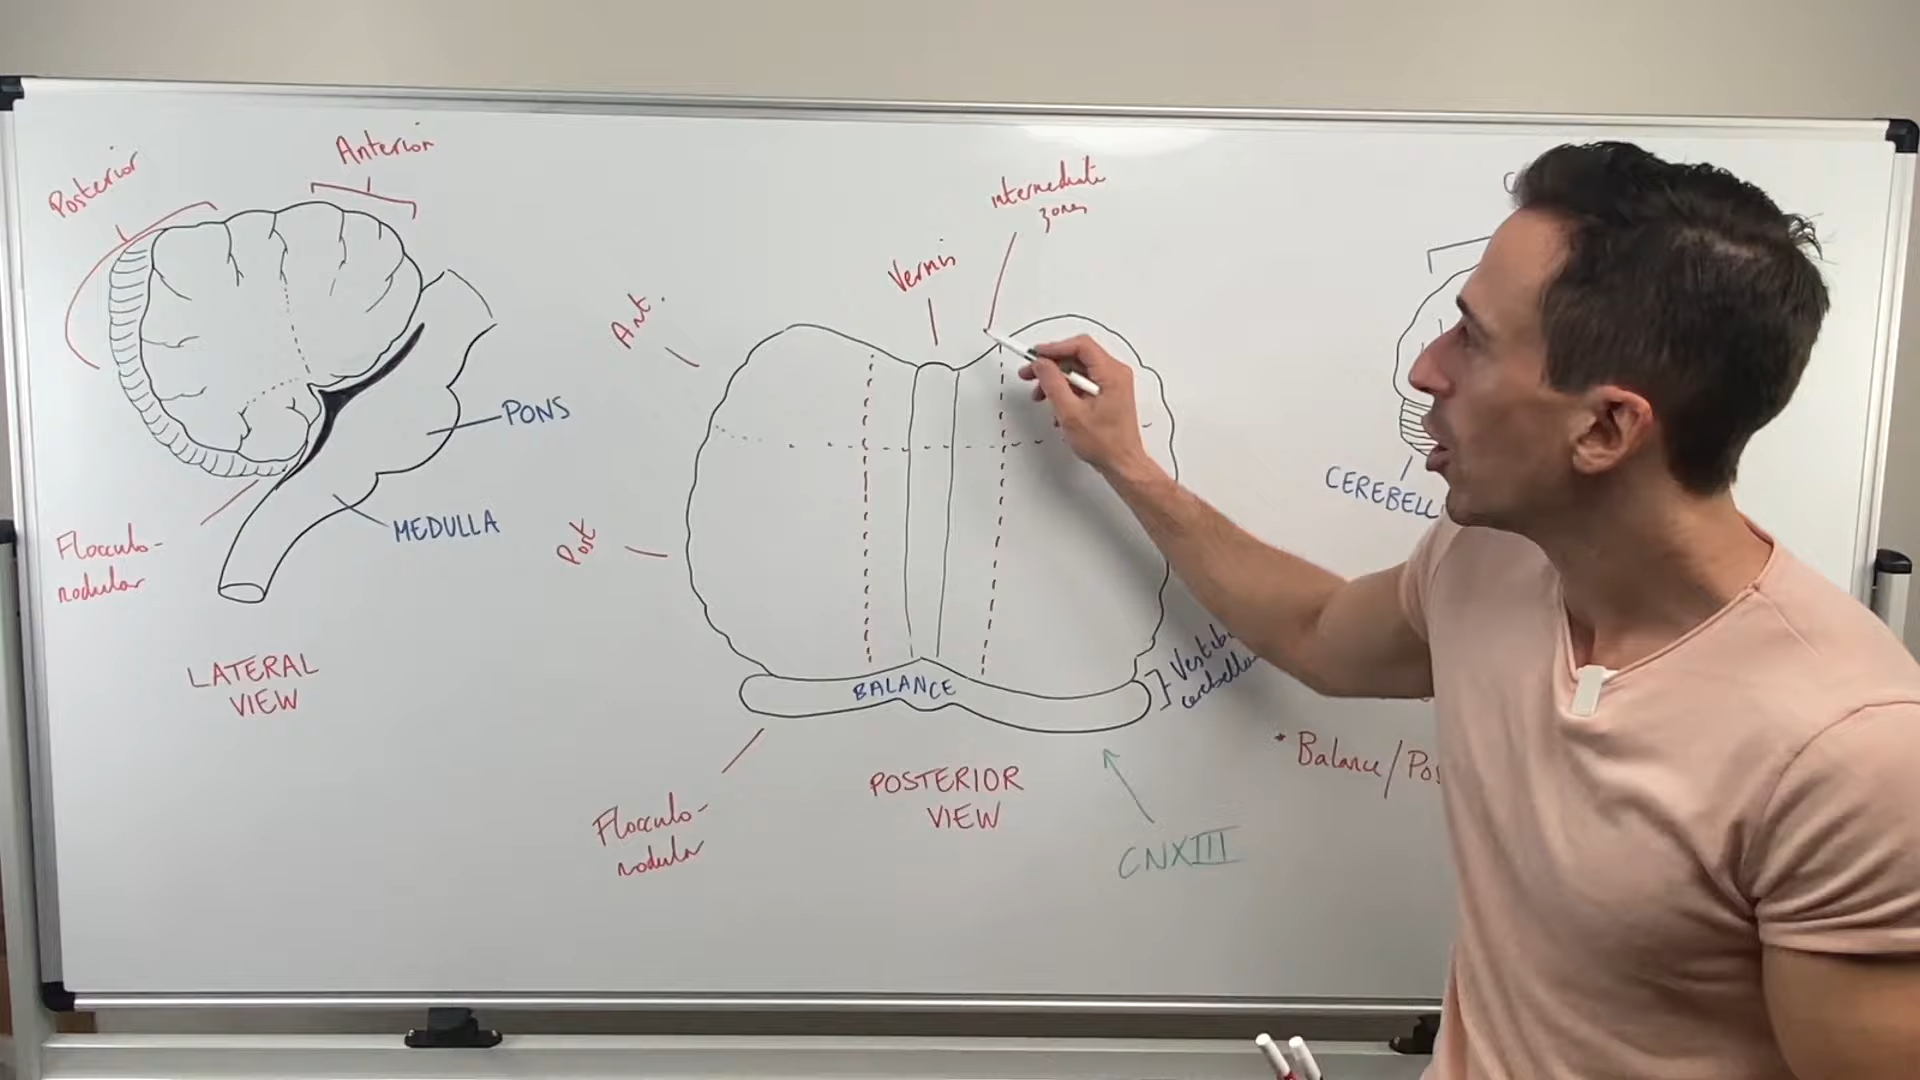 Posterior
Anterior
PONS
MEDULLA
Flocculo-
nodular
LATERAL
VIEW
intermediate
zones
Vermis
Ant.
Post
BALANCE
Flocculo-
nodular
POSTERIOR
VIEW
CNXIII
CEREBELL
* Balance/Pos